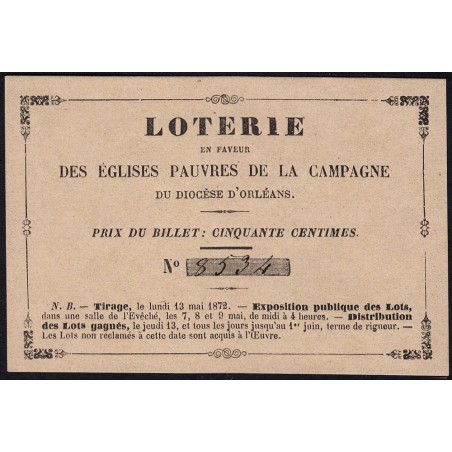 LOTERIE
EN FAVEUR
DES ÉGLISES PAUVRES DE LA CAMPAGNE
DU DIOCÈSE D'ORLÉANS.
PRIX DU BILLET : CINQUANTE CENTIMES.
N° 8534
N. B. — Tirage, le lundi 13 mai 1872. — Exposition publique des Lots,
dans une salle de l'Evêché, les 7, 8 et 9 mai, de midi à 4 heures. — Distribution
des Lots gagnés, le jeudi 13, et tous les jours jusqu'au 1er juin, terme de rigueur. —
Les Lots non réclamés à cette date sont acquis à l'Œuvre.